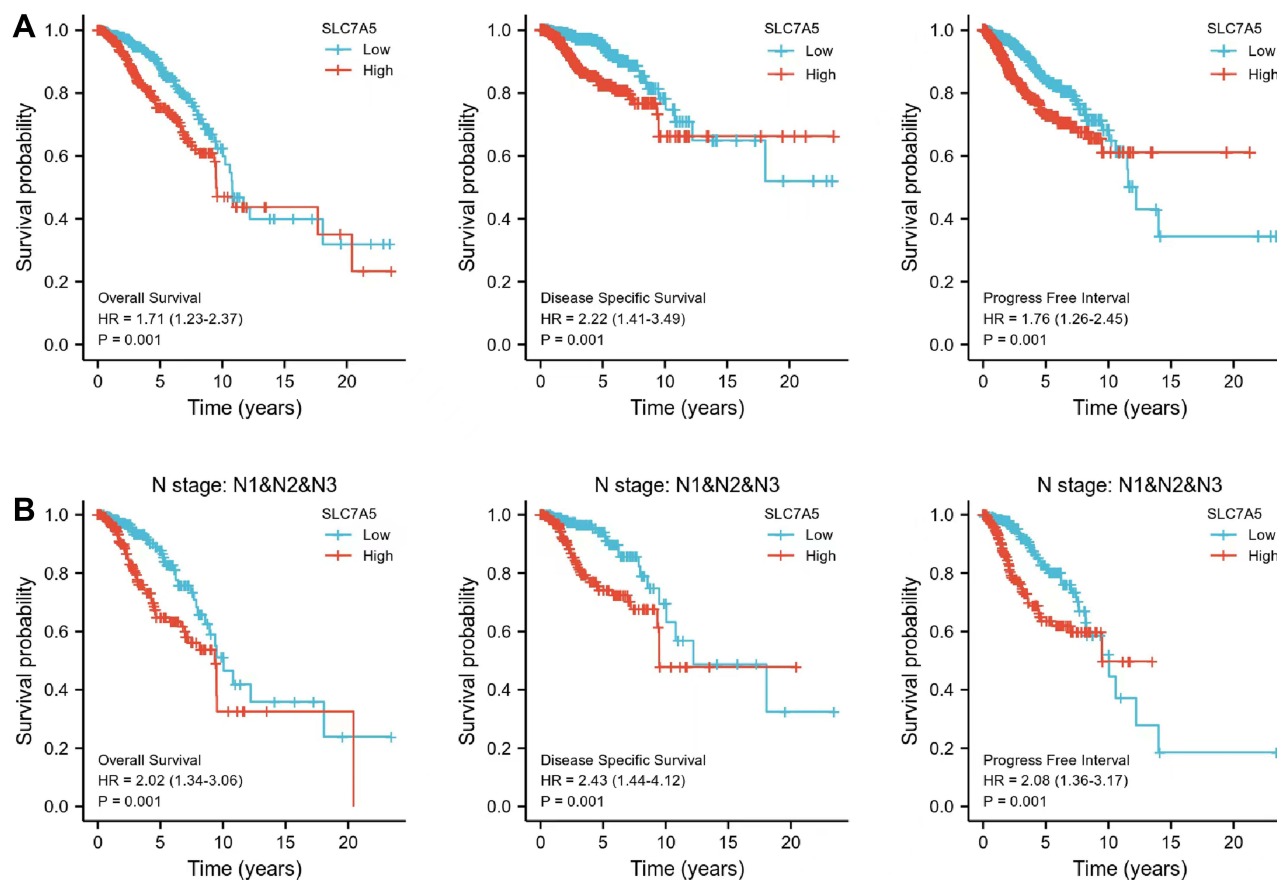 A
SLC7A5
Low
High
Survival probability
1.0
0.8
0.6
0.4
0.2
0.0
Overall Survival
HR = 1.71 (1.23-2.37)
P = 0.001
0 5 10 15 20
Time (years)
SLC7A5
Low
High
Survival probability
1.0
0.8
0.6
0.4
0.2
0.0
Disease Specific Survival
HR = 2.22 (1.41-3.49)
P = 0.001
0 5 10 15 20
Time (years)
SLC7A5
Low
High
Survival probability
1.0
0.8
0.6
0.4
0.2
0.0
Progress Free Interval
HR = 1.76 (1.26-2.45)
P = 0.001
0 5 10 15 20
Time (years)
B
N stage: N1&N2&N3
SLC7A5
Low
High
Survival probability
1.0
0.8
0.6
0.4
0.2
0.0
Overall Survival
HR = 2.02 (1.34-3.06)
P = 0.001
0 5 10 15 20
Time (years)
N stage: N1&N2&N3
SLC7A5
Low
High
Survival probability
1.0
0.8
0.6
0.4
0.2
0.0
Disease Specific Survival
HR = 2.43 (1.44-4.12)
P = 0.001
0 5 10 15 20
Time (years)
N stage: N1&N2&N3
SLC7A5
Low
High
Survival probability
1.0
0.8
0.6
0.4
0.2
0.0
Progress Free Interval
HR = 2.08 (1.36-3.17)
P = 0.001
0 5 10 15 20
Time (years)